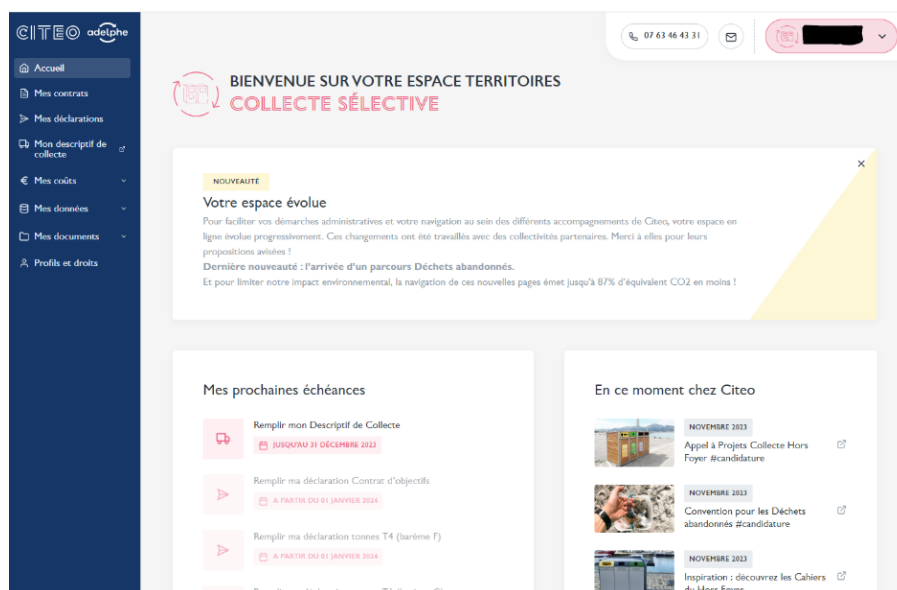 CITEO adelphe
07 63 46 43 31
Accueil
Mes contrats
Mes déclarations
Mon descriptif de
collecte
Mes coûts
Mes données
Mes documents
Profils et droits
BIENVENUE SUR VOTRE ESPACE TERRITOIRES
COLLECTE SÉLECTIVE
NOUVEAUTÉ
Votre espace évolue
Pour faciliter vos démarches administratives et votre navigation au sein des différents accompagnements de Citeo, votre espace en
ligne évolue progressivement. Ces changements ont été travaillés avec des collectivités partenaires. Merci à elles pour leurs
propositions avisées !
Dernière nouveauté : l'arrivée d'un parcours Déchets abandonnés.
Et pour limiter notre impact environnemental, la navigation de ces nouvelles pages émet jusqu'à 87% d'équivalent CO2 en moins !
Mes prochaines échéances
Remplir mon Descriptif de Collecte
JUSQU'AU 31 DÉCEMBRE 2023
Remplir ma déclaration Contrat d'objectifs
A PARTIR DU 01 JANVIER 2024
Remplir ma déclaration tonnes T4 (barème F)
A PARTIR DU 01 JANVIER 2024
En ce moment chez Citeo
NOVEMBRE 2023
Appel à Projets Collecte Hors
Foyer #candidature
NOVEMBRE 2023
Convention pour les Déchets
abandonnés #candidature
NOVEMBRE 2023
Inspiration : découvrez les Cahiers
du Hors Foyer